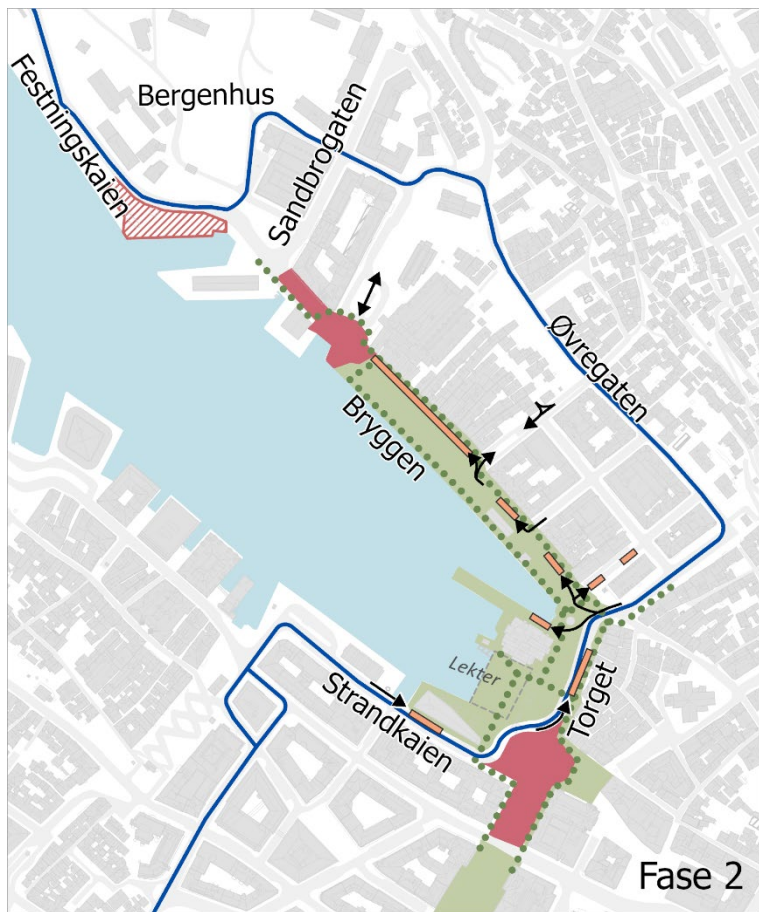 Festningskaien
Bergenhus
Sandbrogaten
Øvregaten
Bryggen
Lekter
Torget
Strandkaien
Fase 2